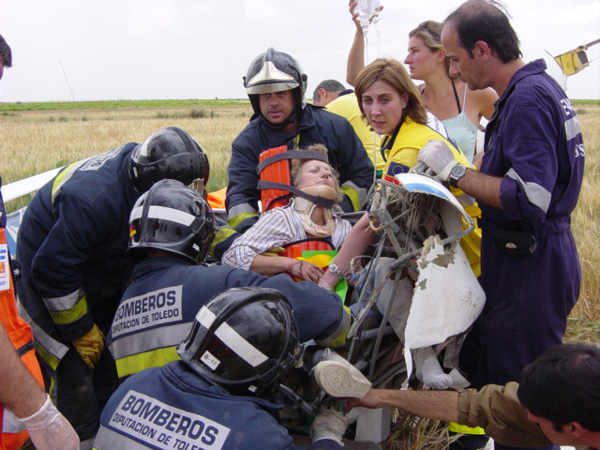 BOMBEROS
DIPUTACION DE TOLEDO
BOMBEROS
DIPUTACION DE TOLEDO)